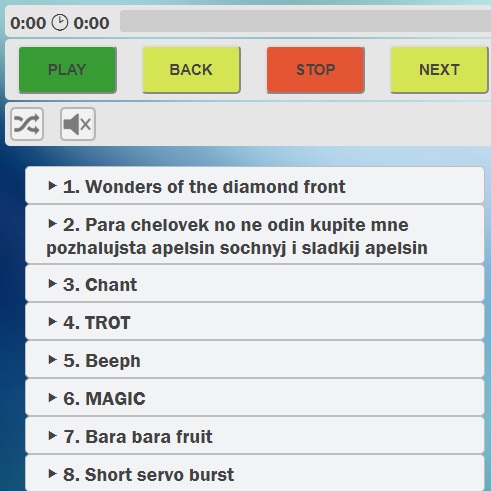 0:00 0:00
PLAY BACK STOP NEXT
1. Wonders of the diamond front
2. Para chelovek no ne odin kupite mne
pozhalujsta apelsin sochnyj i sladkij apelsin
3. Chant
4. TROT
5. Beeph
6. MAGIC
7. Bara bara fruit
8. Short servo burst